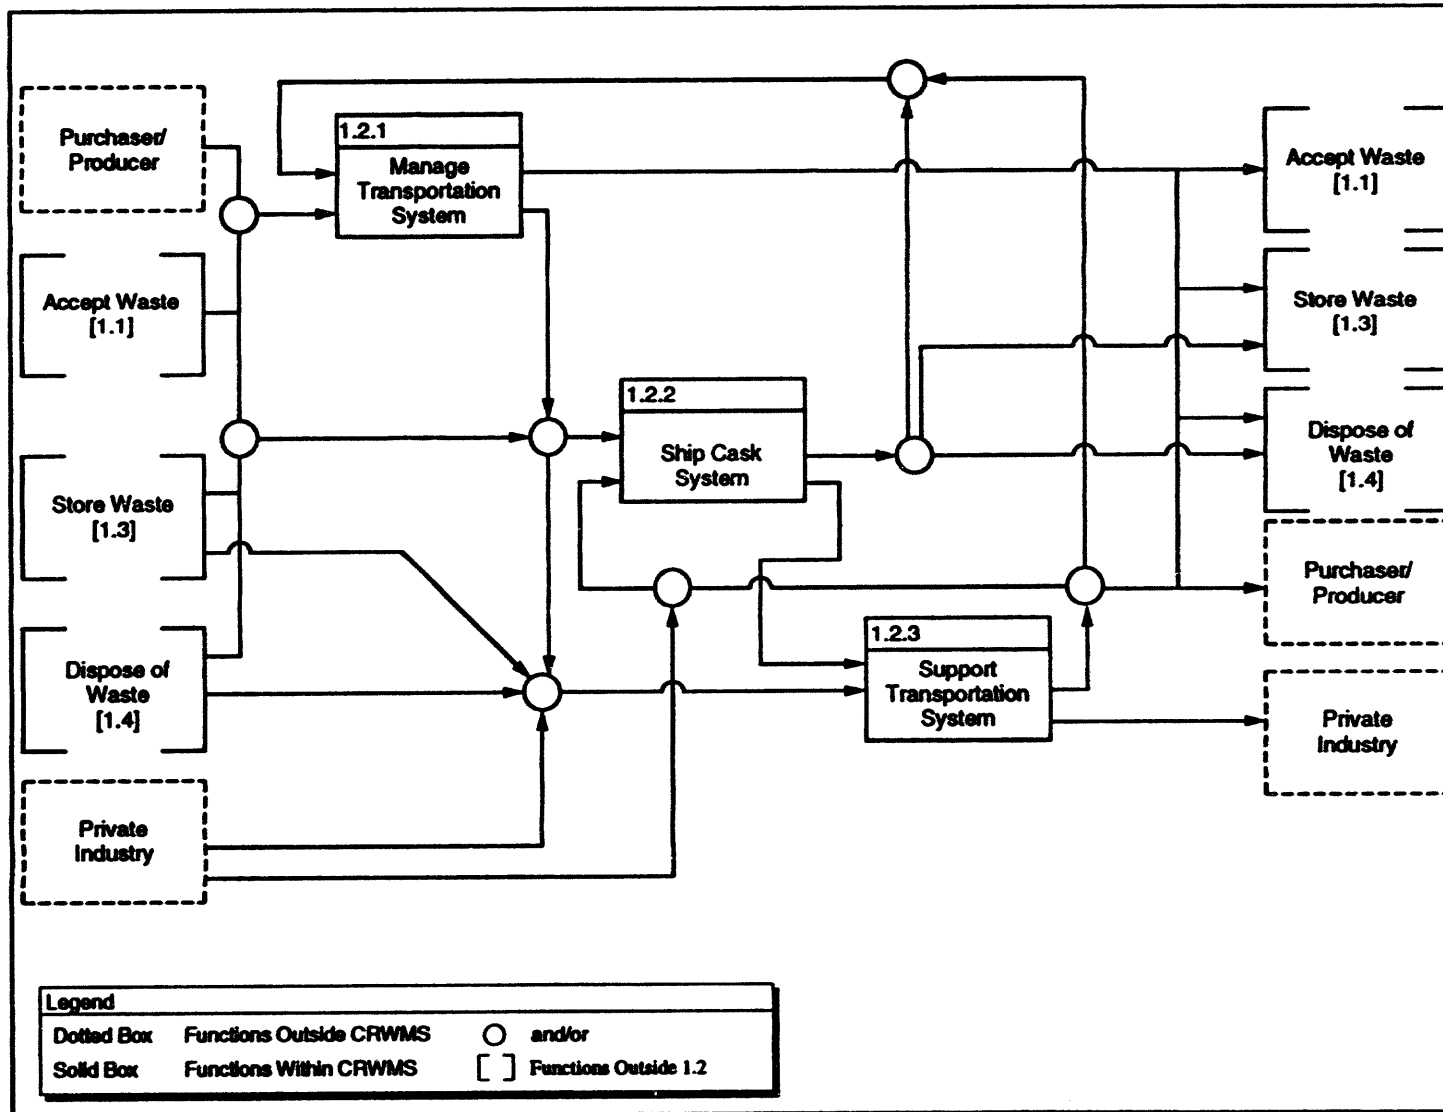 Purchaser/
Producer
Accept Waste
[1.1]
Store Waste
[1.3]
Dispose of
Waste
[1.4]
Private
Industry
1.2.1
Manage
Transportation
System
1.2.2
Ship Cask
System
1.2.3
Support
Transportation
System
Accept Waste
[1.1]
Store Waste
[1.3]
Dispose of
Waste
[1.4]
Purchaser/
Producer
Private
Industry
Legend
Dotted Box Functions Outside CRWMS and/or
Solid Box Functions Within CRWMS [ ] Functions Outside 1.2